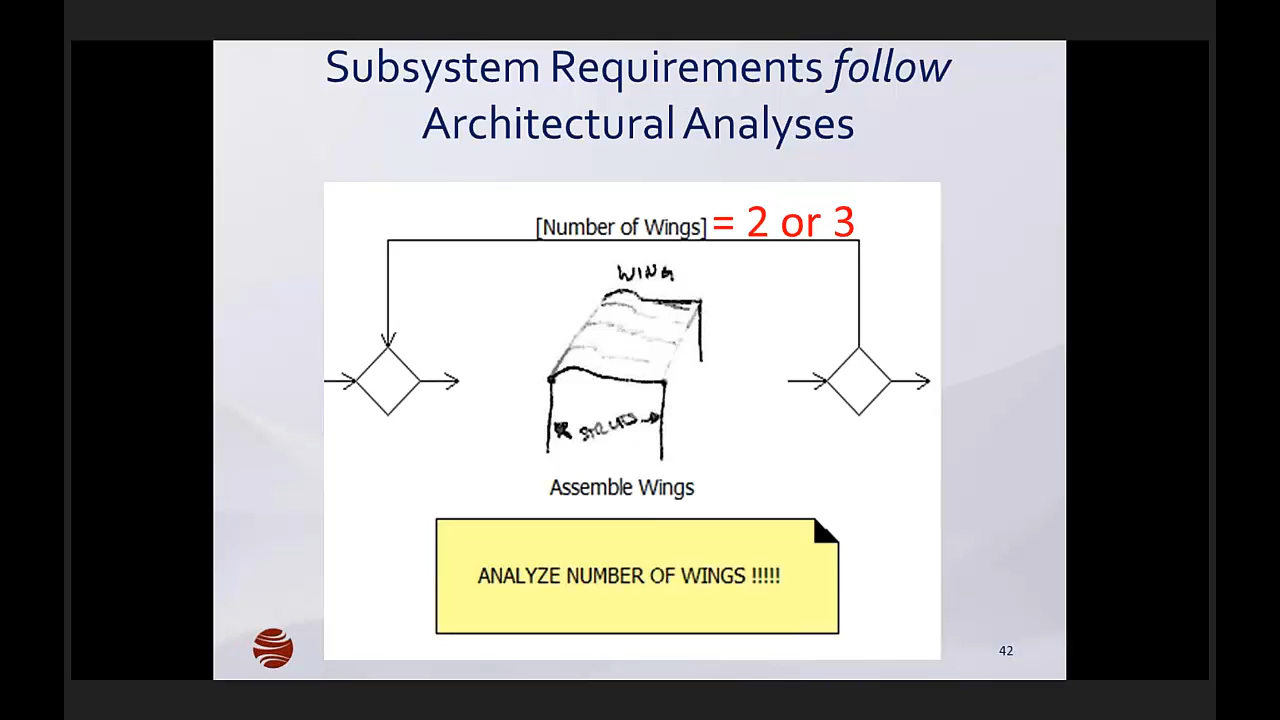 Subsystem Requirements follow
Architectural Analyses
[Number of Wings] = 2 or 3
WING
STRUTS
Assemble Wings
ANALYZE NUMBER OF WINGS !!!!!
42